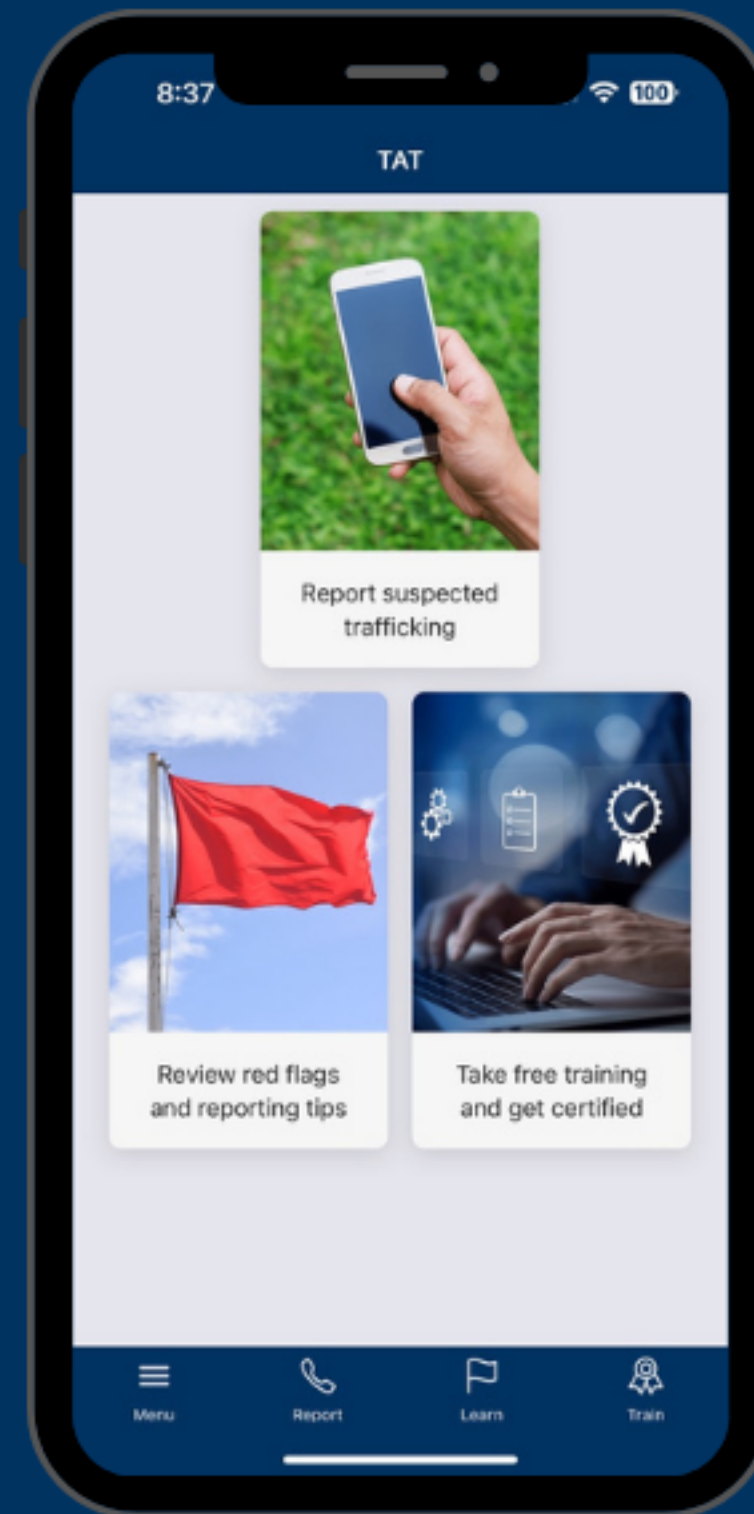 8:37
100
TAT
Report suspected
trafficking
Review red flags
and reporting tips
Take free training
and get certified
Menu
Report
Learn
Train